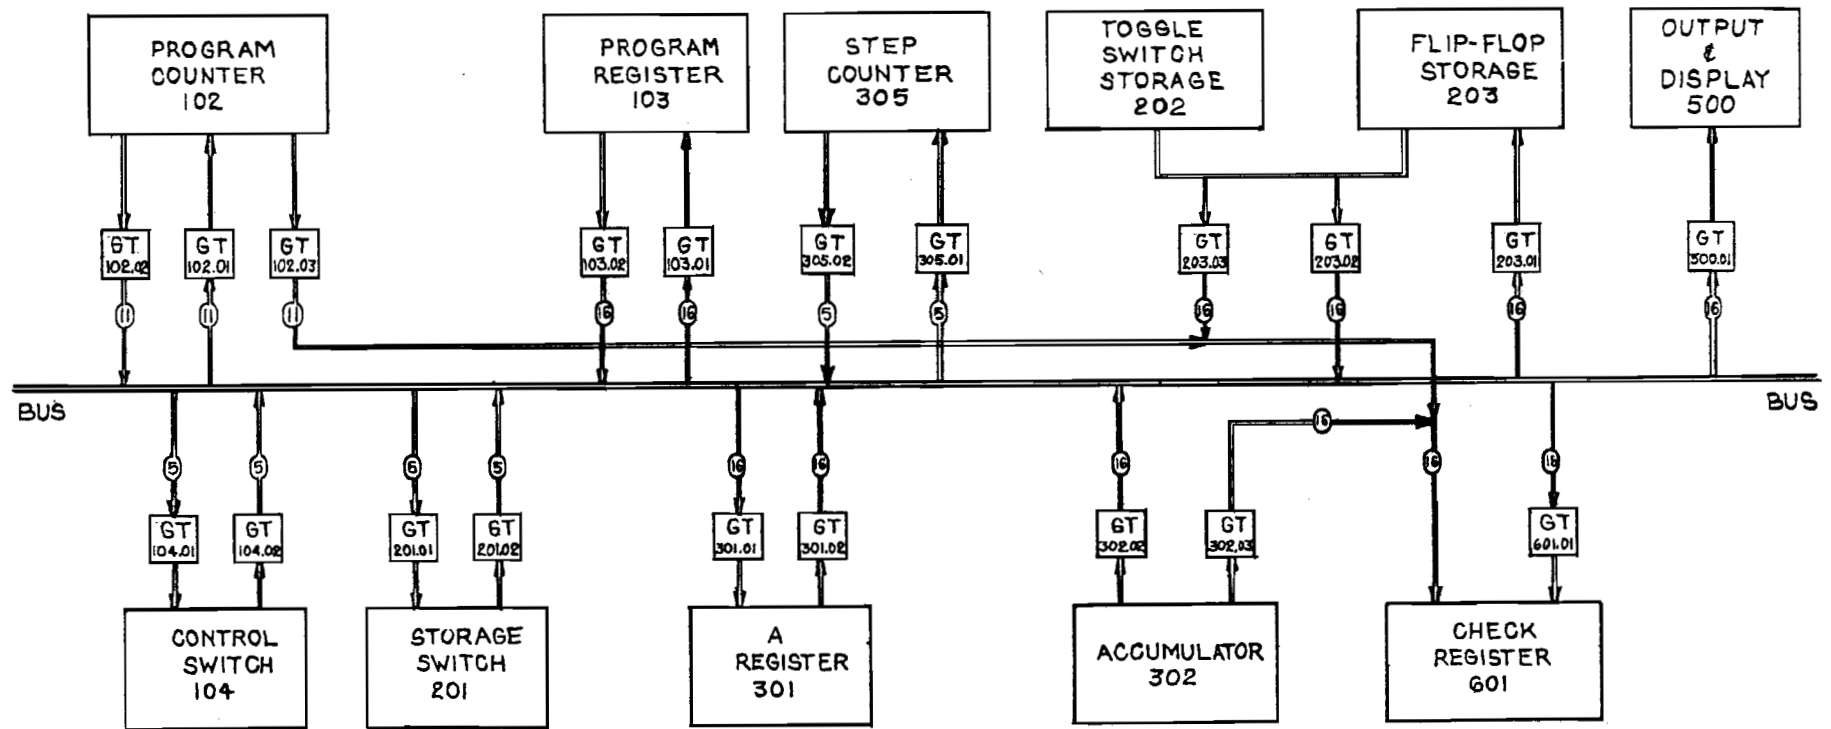 PROGRAM
COUNTER
102
PROGRAM
REGISTER
103
STEP
COUNTER
305
TOGGLE
SWITCH
STORAGE
202
FLIP-FLOP
STORAGE
203
OUTPUT
&
DISPLAY
500
GT
102.02
GT
102.01
GT
102.03
GT
103.02
GT
103.01
GT
305.02
GT
305.01
GT
203.03
GT
203.02
GT
203.01
GT
500.01
11
11
11
16
16
5
5
16
16
16
16
BUS
BUS
16
5
5
5
16
16
16
16
16
GT
104.01
GT
104.02
GT
201.01
GT
201.02
GT
301.01
GT
301.02
GT
302.02
GT
302.03
GT
601.01
CONTROL
SWITCH
104
STORAGE
SWITCH
201
A
REGISTER
301
ACCUMULATOR
302
CHECK
REGISTER
601